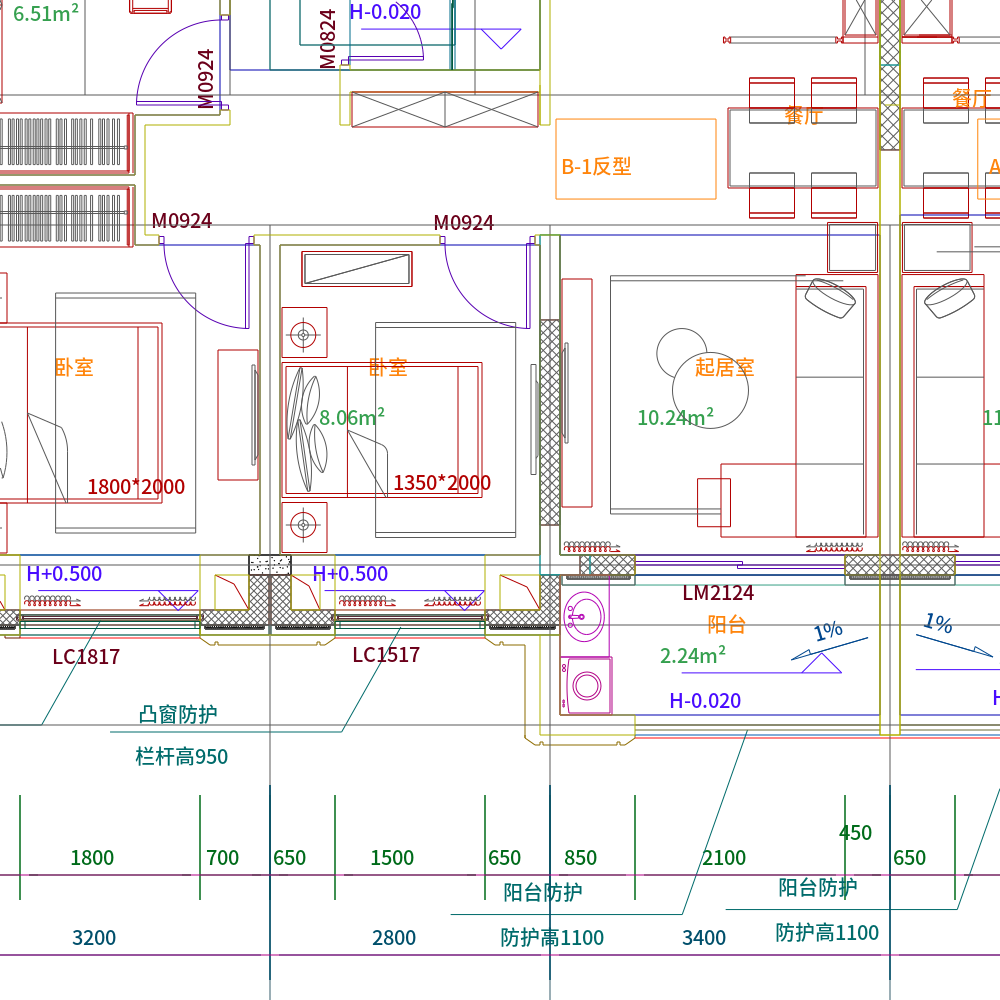 6.51m²
H-0.020
M0924
M0824
餐厅
餐厅
B-1反型
A
M0924
M0924
卧室
卧室
起居室
8.06m²
10.24m²
11
1800*2000
1350*2000
H+0.500
H+0.500
LM2124
阳台
1%
1%
LC1817
LC1517
2.24m²
H-0.020
H
凸窗防护
栏杆高950
450
1800
700
650
1500
650
850
2100
650
阳台防护
阳台防护
3200
2800
防护高1100
3400
防护高1100